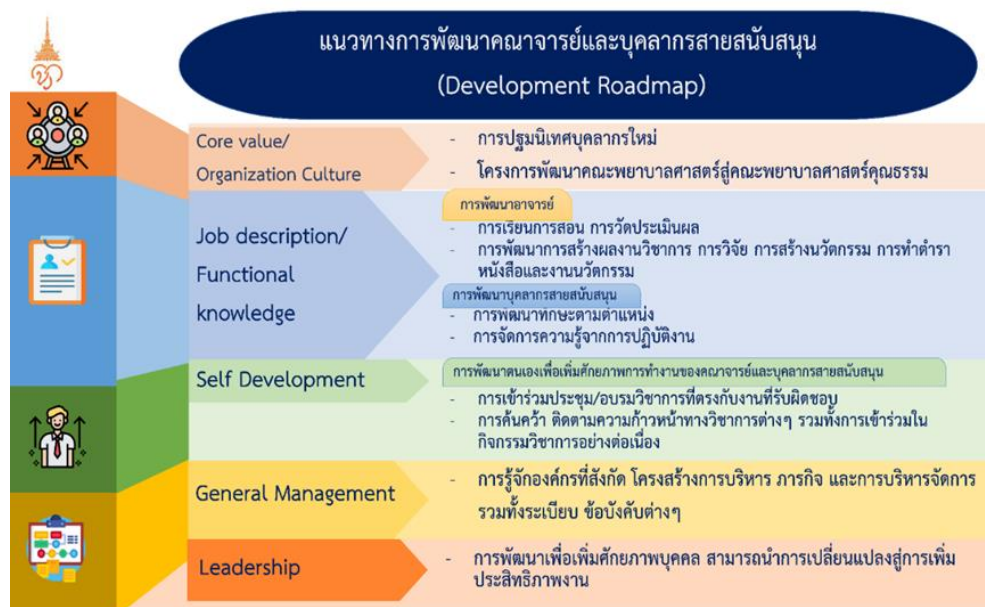 แนวทางการพัฒนาคณาจารย์และบุคลากรสายสนับสนุน
(Development Roadmap)
Core value/
Organization Culture
- การปฐมนิเทศบุคลากรใหม่
- โครงการพัฒนาคณะพยาบาลศาสตร์สู่คณะพยาบาลศาสตร์คุณธรรม
Job description/
Functional
knowledge
การพัฒนาอาจารย์
- การเรียนการสอน การวัดประเมินผล
- การพัฒนาการสร้างผลงานวิชาการ การวิจัย การสร้างนวัตกรรม การทำตำรา
หนังสือและงานนวัตกรรม
การพัฒนาบุคลากรสายสนับสนุน
- การพัฒนาทักษะตามตำแหน่ง
- การจัดการความรู้จากการปฏิบัติงาน
Self Development
การพัฒนาตนเองเพื่อเพิ่มศักยภาพการทำงานของคณาจารย์และบุคลากรสายสนับสนุน
- การเข้าร่วมประชุม/อบรมวิชาการที่ตรงกับงานที่รับผิดชอบ
- การค้นคว้า ติดตามความก้าวหน้าทางวิชาการต่างๆ รวมทั้งการเข้าร่วมใน
กิจกรรมวิชาการอย่างต่อเนื่อง
General Management
- การรู้จักองค์กรที่สังกัด โครงสร้างการบริหาร ภารกิจ และการบริหารจัดการ
รวมทั้งระเบียบ ข้อบังคับต่างๆ
Leadership
- การพัฒนาเพื่อเพิ่มศักยภาพบุคคล สามารถนำการเปลี่ยนแปลงสู่การเพิ่ม
ประสิทธิภาพงาน